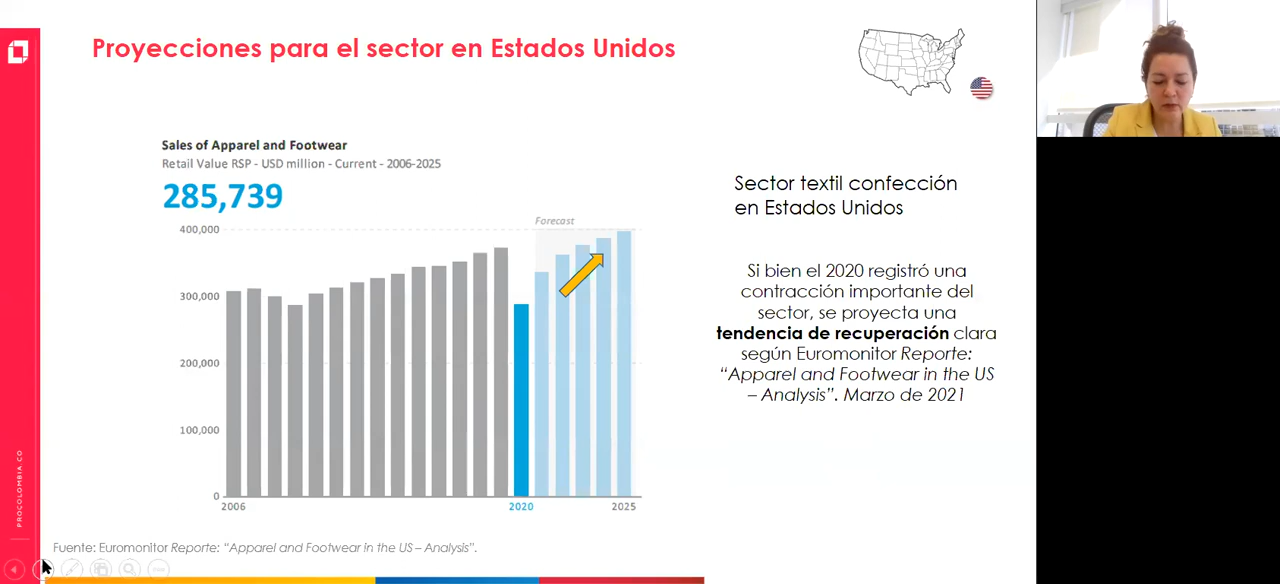 Proyecciones para el sector en Estados Unidos
Sales of Apparel and Footwear
Retail Value RSP - USD million - Current - 2006-2025
285,739
Forecast
400,000
300,000
200,000
100,000
0
2006
2020
2025
Sector textil confección
en Estados Unidos
Si bien el 2020 registró una
contracción importante del
sector, se proyecta una
tendencia de recuperación clara
según Euromonitor Reporte:
“Apparel and Footwear in the US
– Analysis”. Marzo de 2021
PROCOLOMBIA.CO
Fuente: Euromonitor Reporte: “Apparel and Footwear in the US – Analysis”.